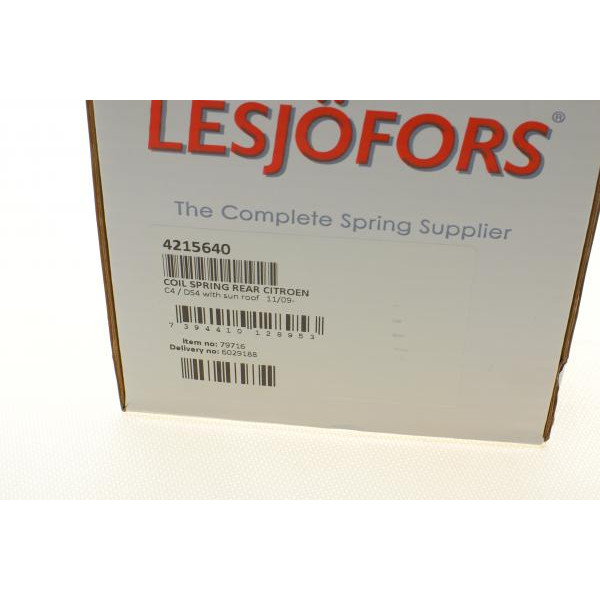 LESJÖFORS®
The Complete Spring Supplier
4215640
COIL SPRING REAR CITROEN
C4 / DS4 with sun roof 11/09-
7 394410 128953
Item no: 79716
Delivery no: 6029188